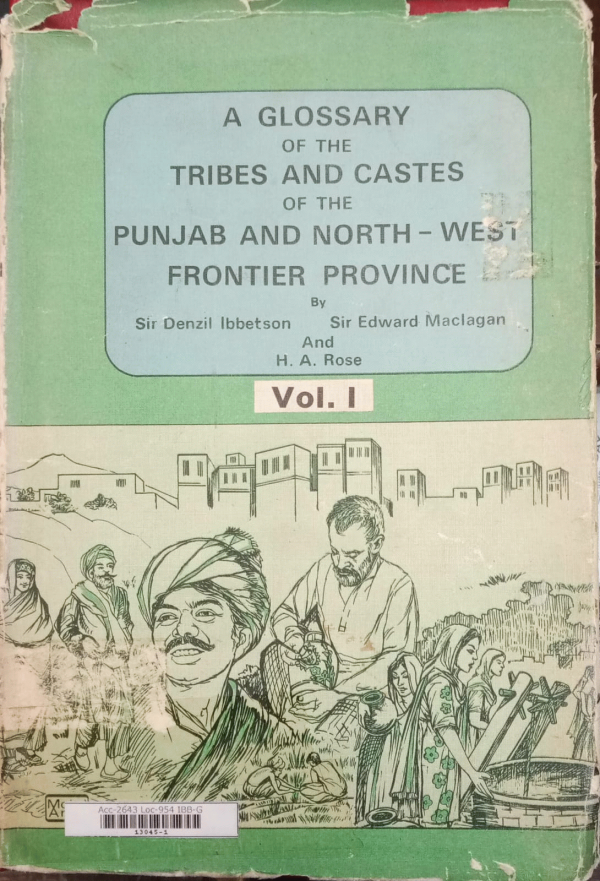 A GLOSSARY
OF THE
TRIBES AND CASTES
OF THE
PUNJAB AND NORTH – WEST
FRONTIER PROVINCE
By
Sir Denzil Ibbetson Sir Edward Maclagan
And
H. A. Rose
Vol. I
Acc-2643 Loc-954 IBB-G
13045-1